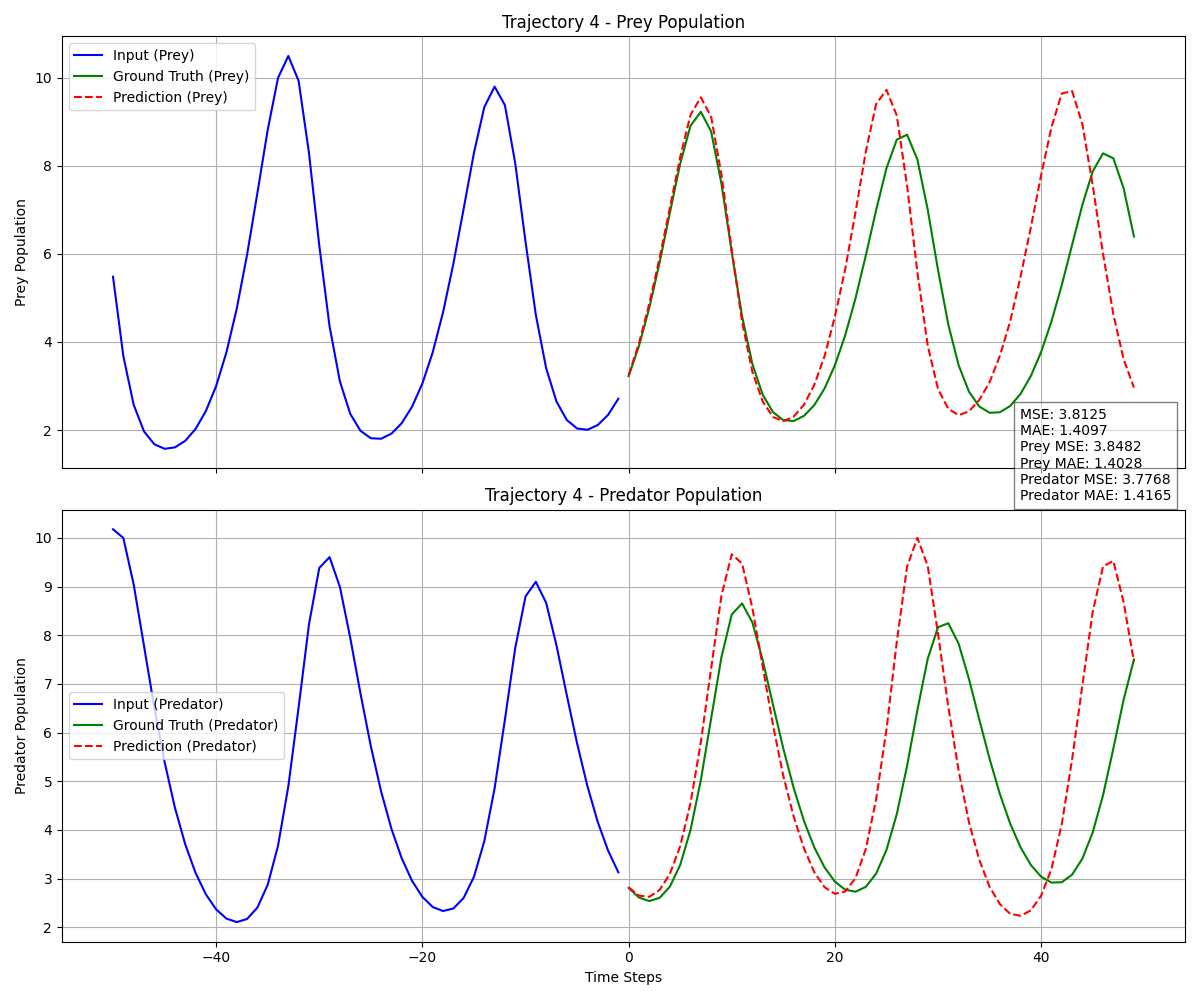 Trajectory 4 - Prey Population
Input (Prey)
Ground Truth (Prey)
Prediction (Prey)
Prey Population
10
8
6
4
2
MSE: 3.8125
MAE: 1.4097
Prey MSE: 3.8482
Prey MAE: 1.4028
Predator MSE: 3.7768
Predator MAE: 1.4165
Trajectory 4 - Predator Population
Input (Predator)
Ground Truth (Predator)
Prediction (Predator)
Predator Population
10
9
8
7
6
5
4
3
2
−40 −20 0 20 40
Time Steps